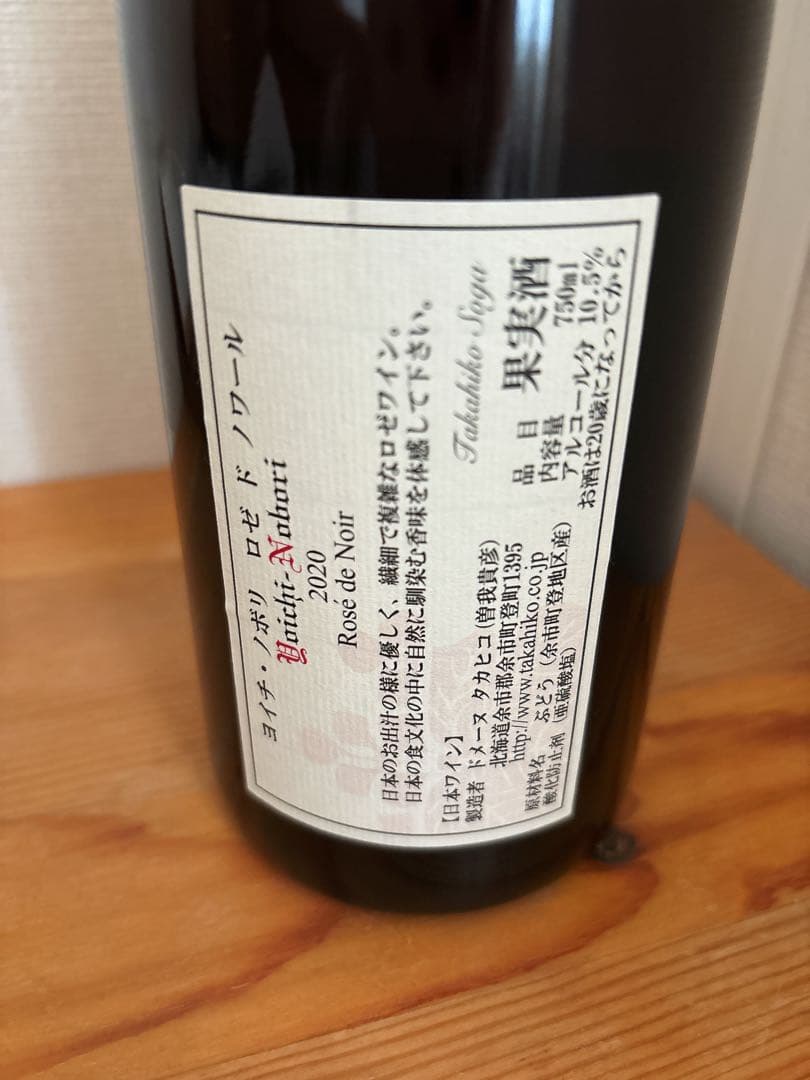 ヨイチ・ノボリ ロゼ ド ノワール
Yoichi-Nobori
2020
Rosé de Noir
日本のお出汁の様に優しく、繊細で複雑なロゼワイン。
日本の食文化の中に自然に馴染む香味を体感して下さい。
Takahiko Soga
【日本ワイン】
製造者 ドメーヌ タカヒコ(曽我貴彦)
北海道余市郡余市町登町1395
http://www.takahiko.co.jp
原材料名 ぶどう(余市町登地区産)
酸化防止剤(亜硫酸塩)
品目 果実酒
内容量 750ml
アルコール分 10.5%
お酒は20歳になってから